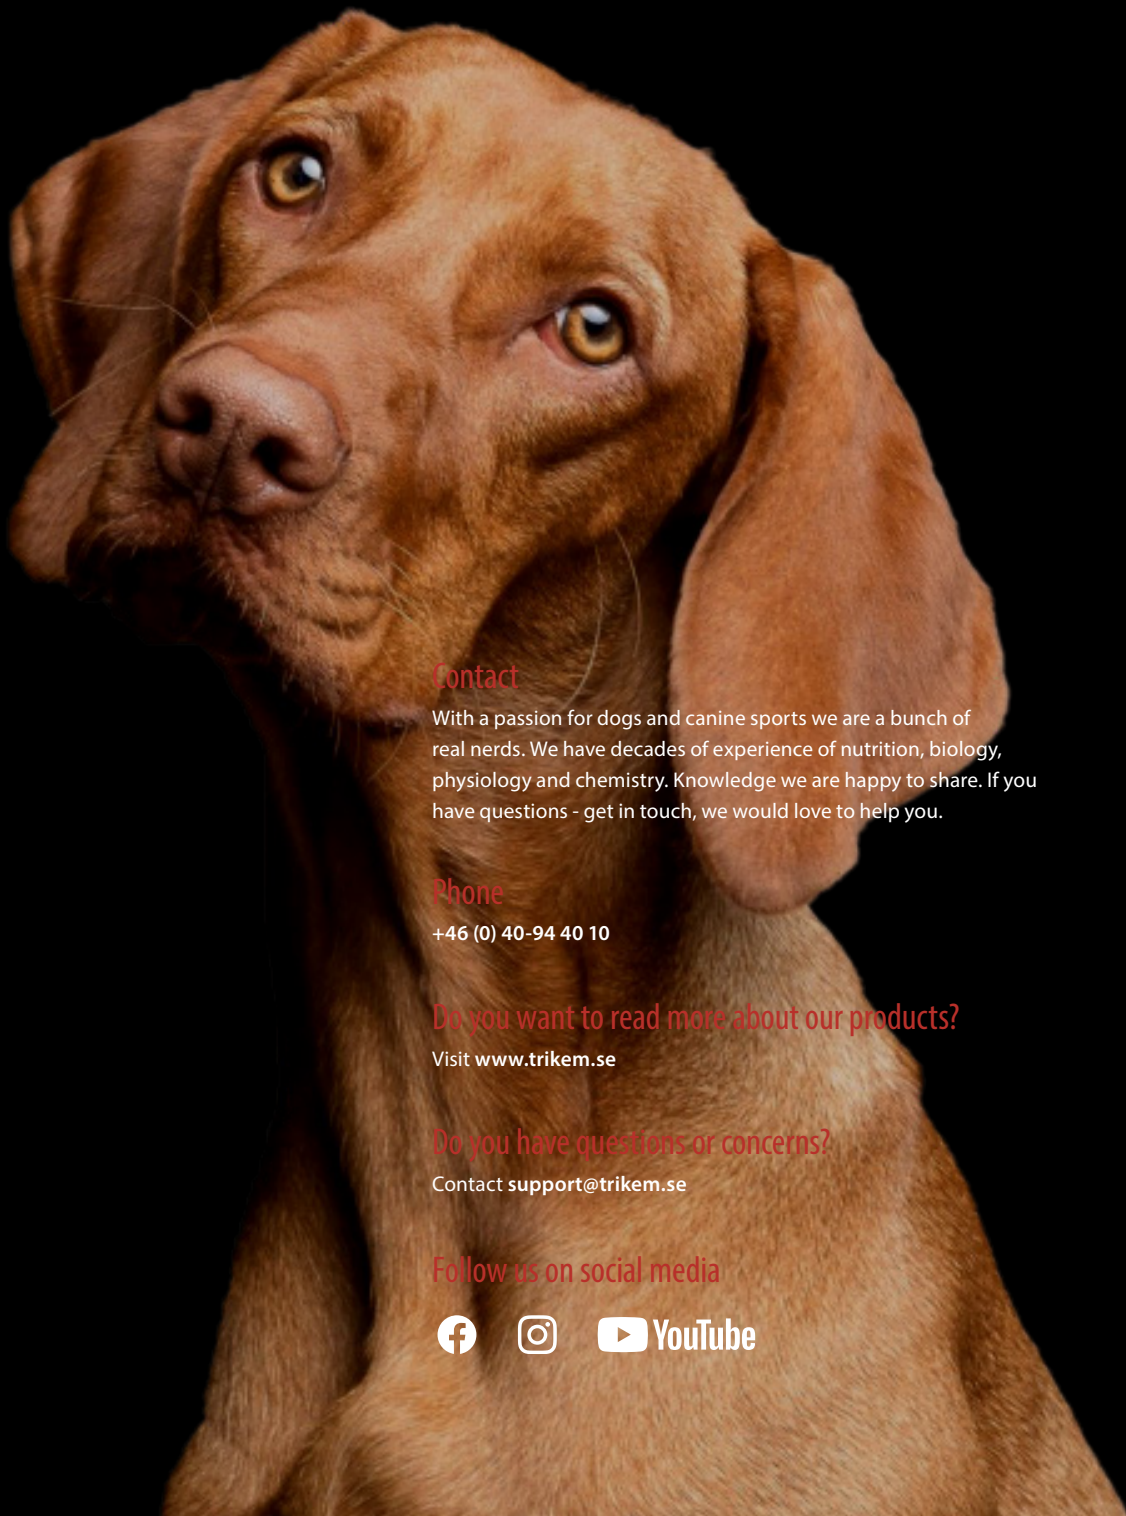 Contact
With a passion for dogs and canine sports we are a bunch of
real nerds. We have decades of experience of nutrition, biology,
physiology and chemistry. Knowledge we are happy to share. If you
have questions - get in touch, we would love to help you.
Phone
+46 (0) 40-94 40 10
Do you want to read more about our products?
Visit www.trikem.se
Do you have questions or concerns?
Contact support@trikem.se
Follow us on social media
YouTube